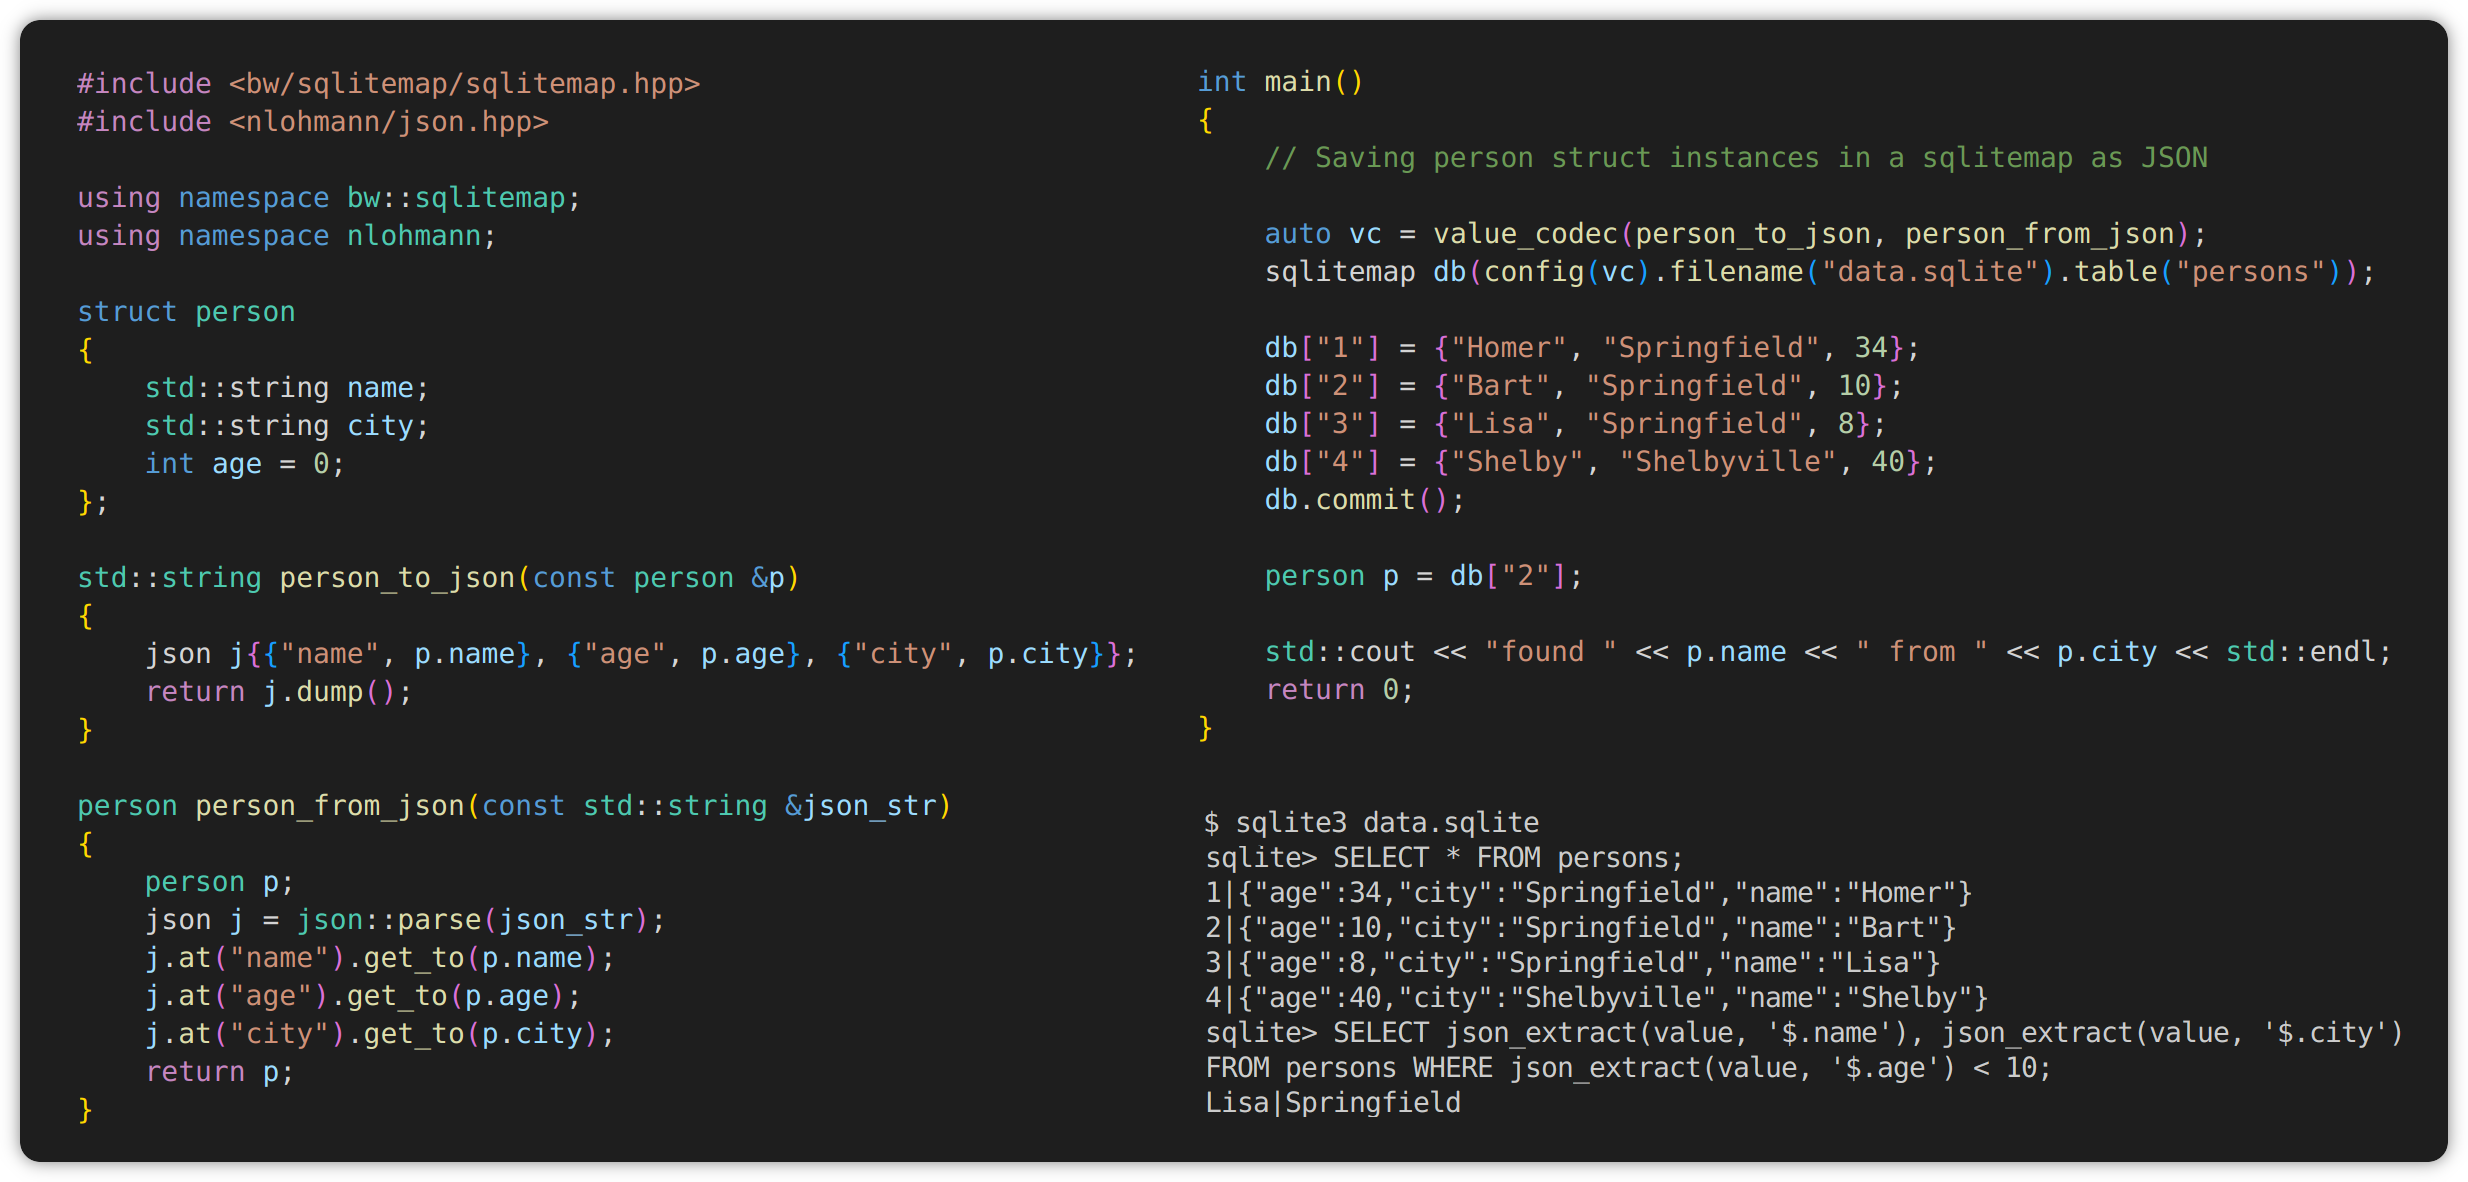 #include <bw/sqlitemap/sqlitemap.hpp>
#include <nlohmann/json.hpp>

using namespace bw::sqlitemap;
using namespace nlohmann;

struct person
{
    std::string name;
    std::string city;
    int age = 0;
};

std::string person_to_json(const person &p)
{
    json j{{"name", p.name}, {"age", p.age}, {"city", p.city}};
    return j.dump();
}

person person_from_json(const std::string &json_str)
{
    person p;
    json j = json::parse(json_str);
    j.at("name").get_to(p.name);
    j.at("age").get_to(p.age);
    j.at("city").get_to(p.city);
    return p;
}

int main()
{
    // Saving person struct instances in a sqlitemap as JSON

    auto vc = value_codec(person_to_json, person_from_json);
    sqlitemap db(config(vc).filename("data.sqlite").table("persons"));

    db["1"] = {"Homer", "Springfield", 34};
    db["2"] = {"Bart", "Springfield", 10};
    db["3"] = {"Lisa", "Springfield", 8};
    db["4"] = {"Shelby", "Shelbyville", 40};
    db.commit();

    person p = db["2"];

    std::cout << "found " << p.name << " from " << p.city << std::endl;
    return 0;
}

$ sqlite3 data.sqlite
sqlite> SELECT * FROM persons;
1|{"age":34,"city":"Springfield","name":"Homer"}
2|{"age":10,"city":"Springfield","name":"Bart"}
3|{"age":8,"city":"Springfield","name":"Lisa"}
4|{"age":40,"city":"Shelbyville","name":"Shelby"}
sqlite> SELECT json_extract(value, '$.name'), json_extract(value, '$.city')
FROM persons WHERE json_extract(value, '$.age') < 10;
Lisa|Springfield